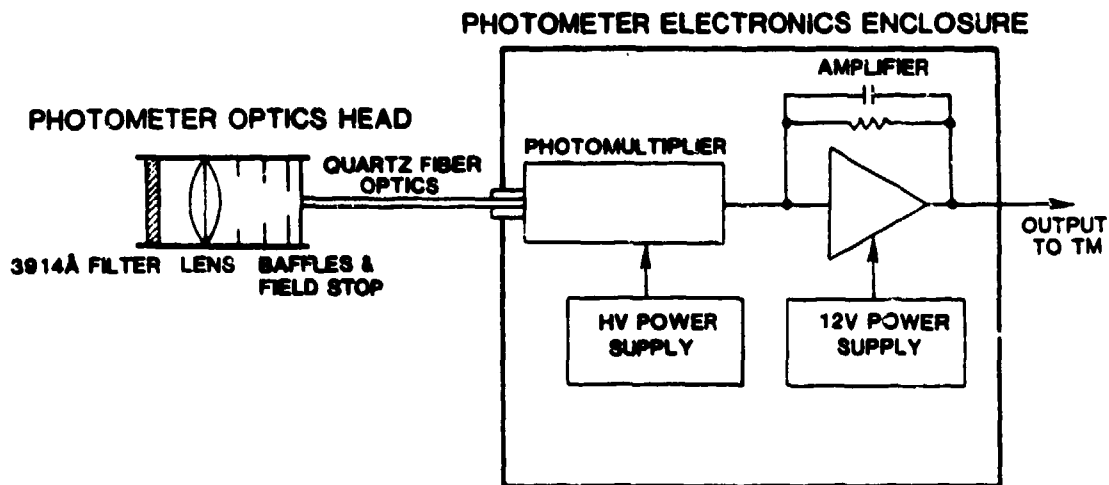 PHOTOMETER ELECTRONICS ENCLOSURE
AMPLIFIER
PHOTOMETER OPTICS HEAD
PHOTOMULTIPLIER
QUARTZ FIBER
OPTICS
OUTPUT
TO TM
3914Å FILTER
LENS
BAFFLES &
FIELD STOP
HV POWER
SUPPLY
12V POWER
SUPPLY